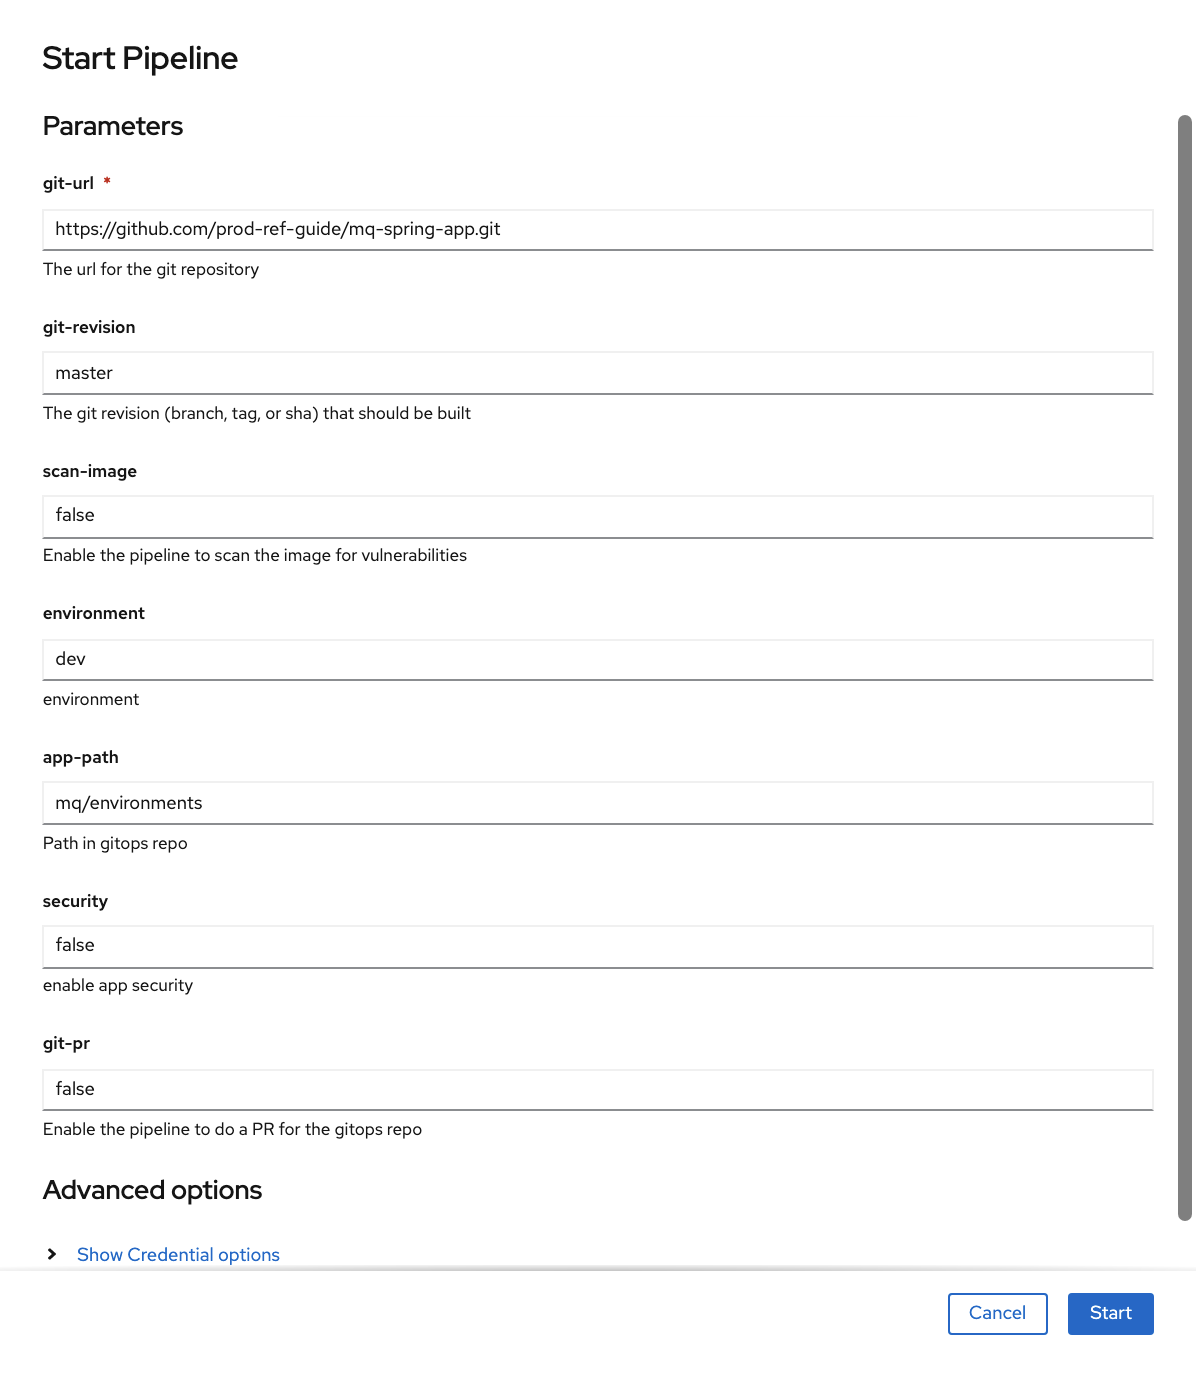 Start Pipeline
Parameters
git-url *
https://github.com/prod-ref-guide/mq-spring-app.git
The url for the git repository
git-revision
master
The git revision (branch, tag, or sha) that should be built
scan-image
false
Enable the pipeline to scan the image for vulnerabilities
environment
dev
environment
app-path
mq/environments
Path in gitops repo
security
false
enable app security
git-pr
false
Enable the pipeline to do a PR for the gitops repo
Advanced options
Show Credential options
Cancel Start